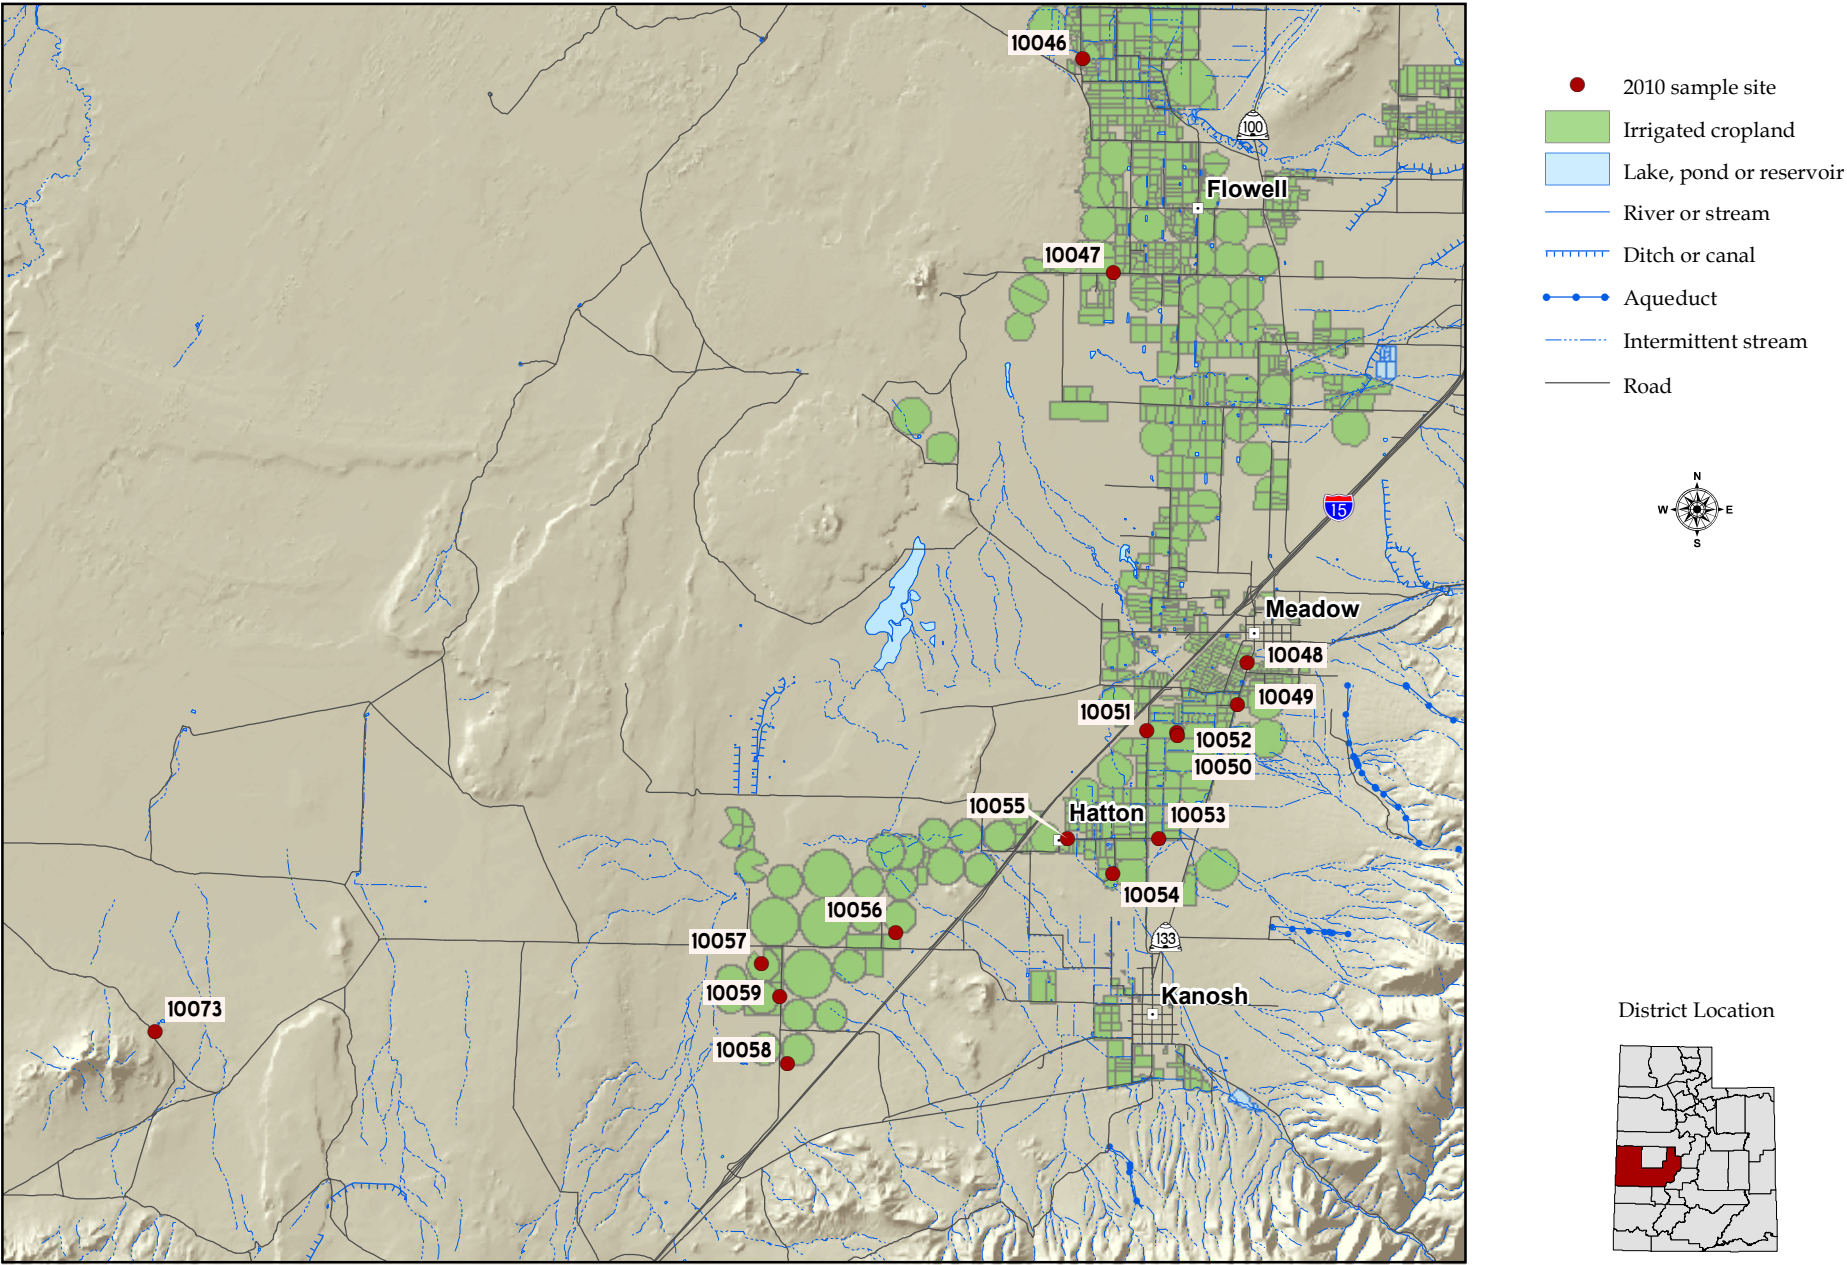 10046
2010 sample site
100
Irrigated cropland
Lake, pond or reservoir
Flowell
River or stream
10047
Ditch or canal
Aqueduct
Intermittent stream
Road
N
W E
S
15
Meadow
10048
10049
10051
10052
10050
10055
Hatton
10053
10054
10056
10057
133
10059
Kanosh
10073
10058
District Location